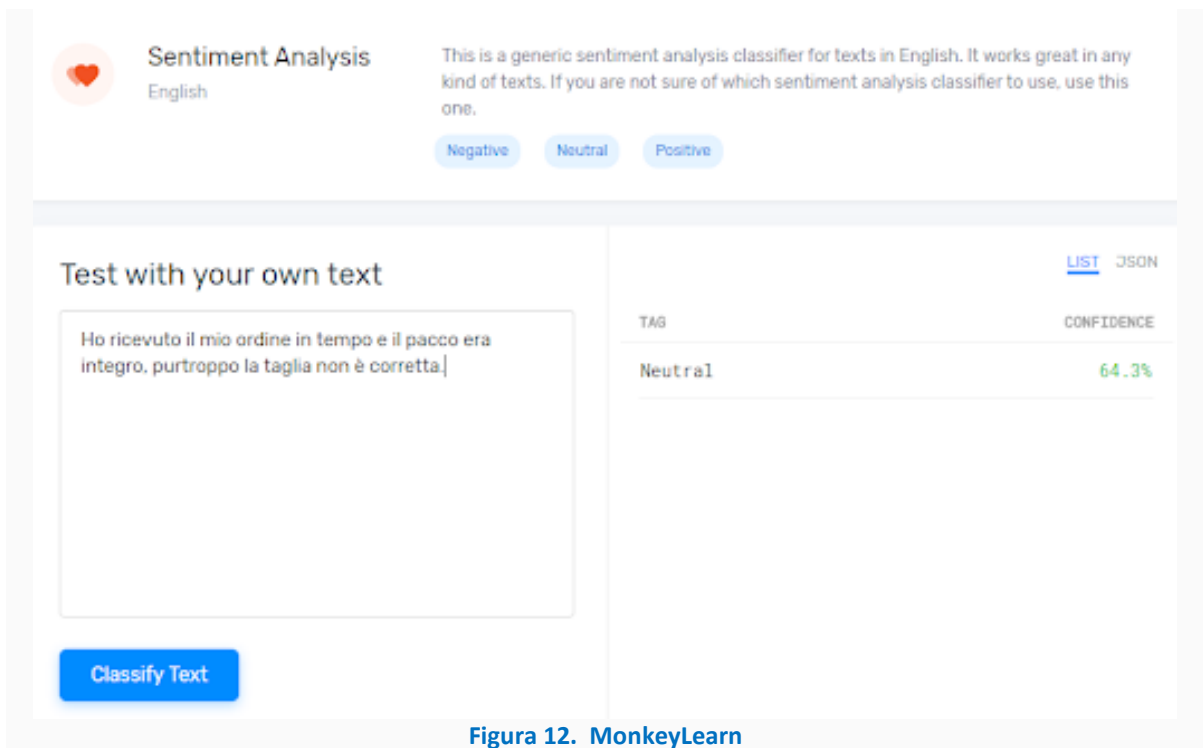 Sentiment Analysis
English
This is a generic sentiment analysis classifier for texts in English. It works great in any
kind of texts. If you are not sure of which sentiment analysis classifier to use, use this
one.
Negative Neutral Positive
Test with your own text
Ho ricevuto il mio ordine in tempo e il pacco era
integro, purtroppo la taglia non è corretta.
Classify Text
LIST JSON
TAG CONFIDENCE
Neutral 64.3%
Figura 12. MonkeyLearn